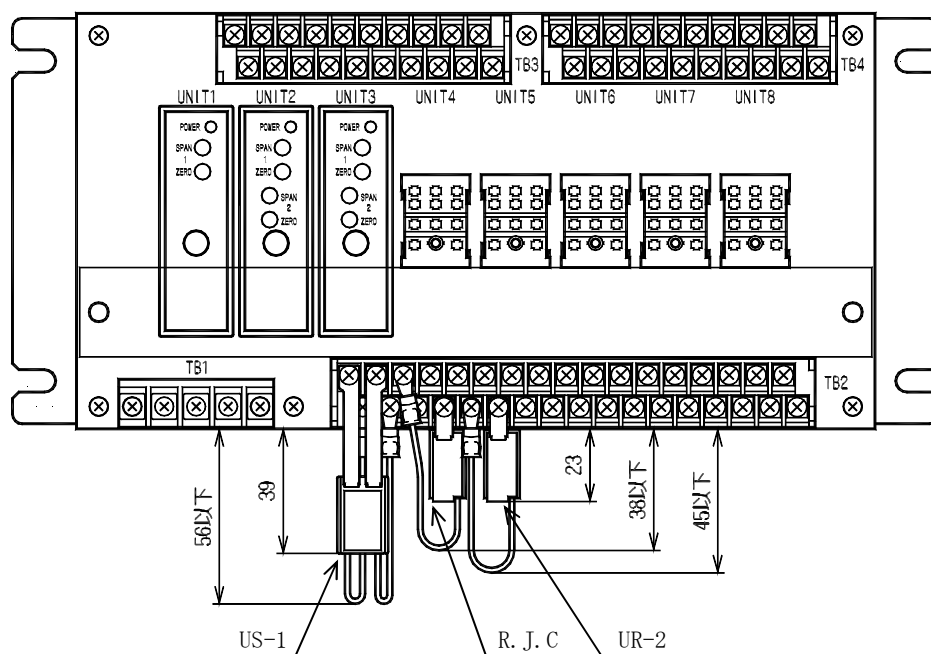 TB3
TB4
UNIT1 UNIT2 UNIT3 UNIT4 UNIT5 UNIT6 UNIT7 UNIT8
POWER POWER POWER
SPAN SPAN SPAN
1 1 1
ZERO ZERO ZERO
SPAN SPAN
2 2
ZERO ZERO
TB1
TB2
56以下
39
23
38以下
45以下
US-1
R.J.C
UR-2